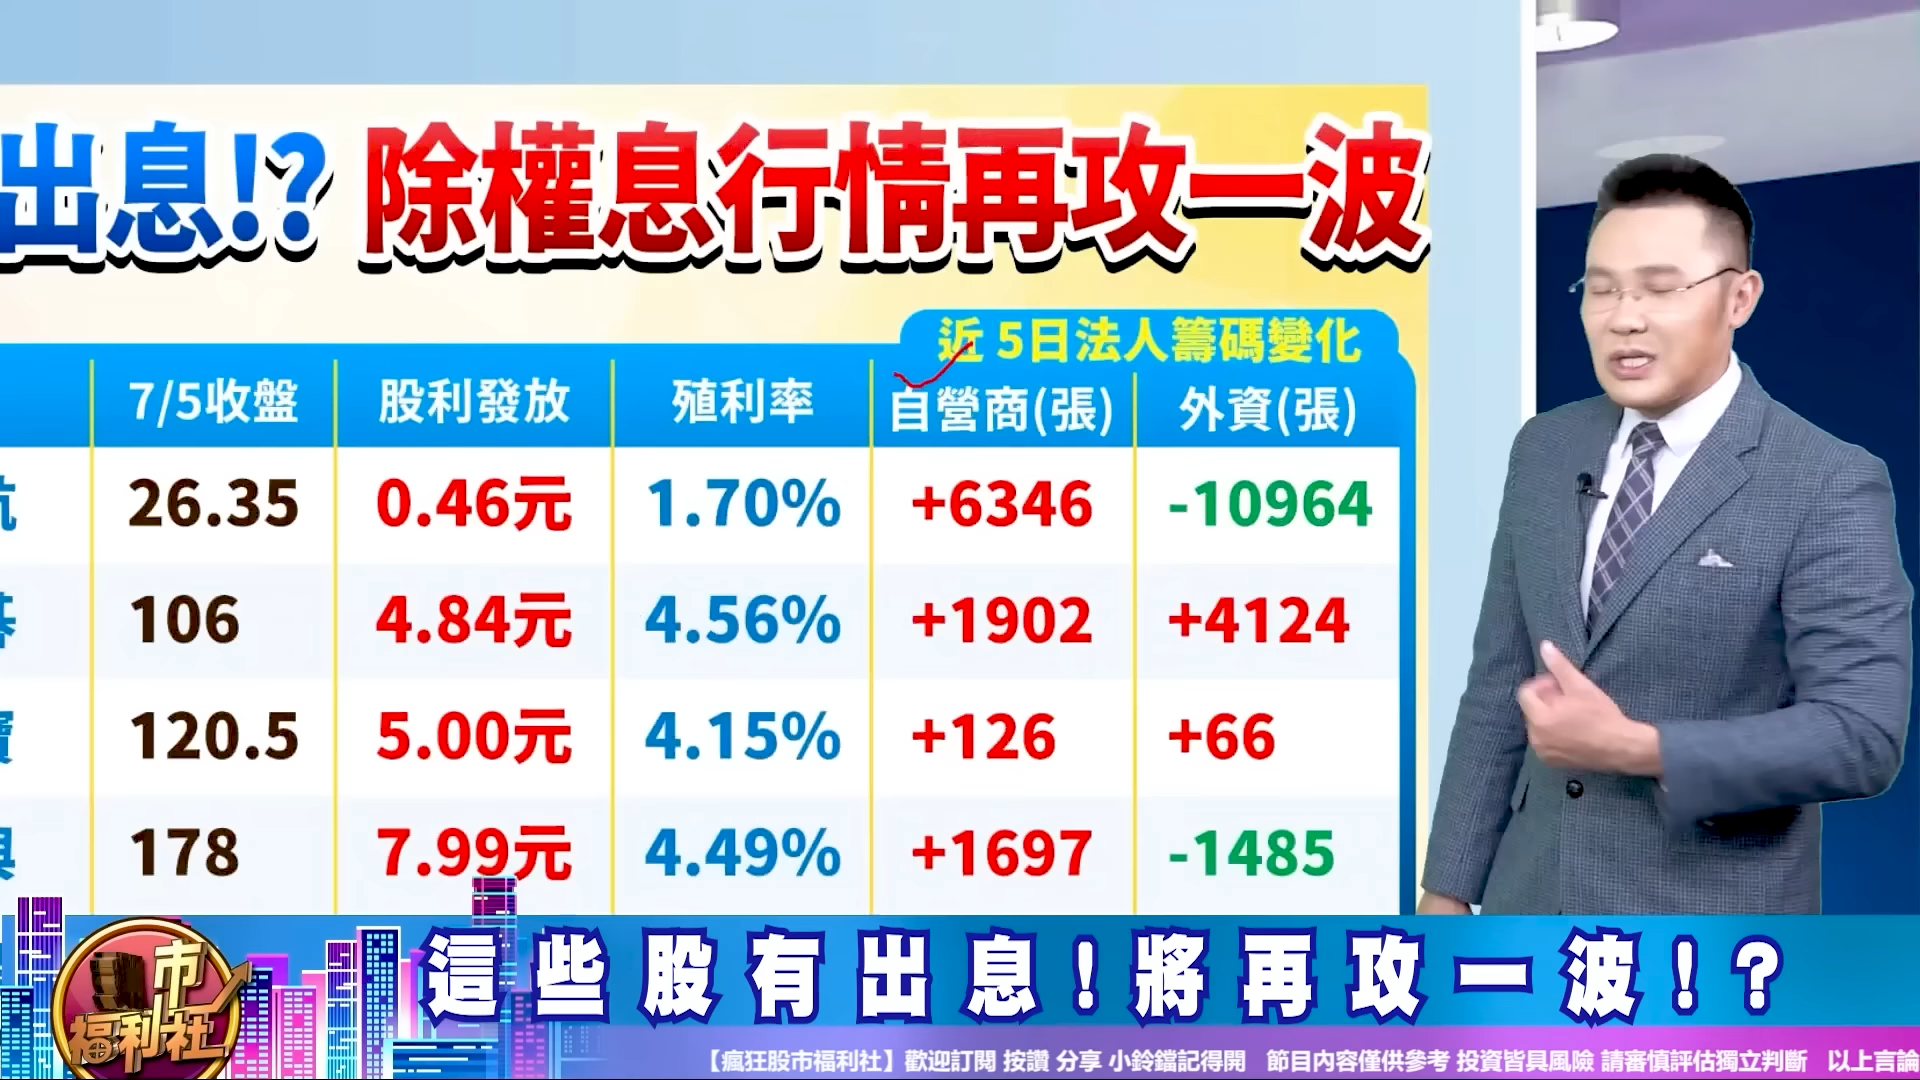 出息!? 除權息行情再攻一波
近 5日法人籌碼變化
7/5收盤 股利發放 殖利率 自營商(張) 外資(張)
航 26.35 0.46元 1.70% +6346 -10964
106 4.84元 4.56% +1902 +4124
寶 120.5 5.00元 4.15% +126 +66
178 7.99元 4.49% +1697 -1485
市
福利社
這些股有出息!將再攻一波!?
【瘋狂股市福利社】歡迎訂閱 按讚 分享 小鈴鐺記得開 節目內容僅供參考 投資皆具風險 請審慎評估獨立判斷 以上言論